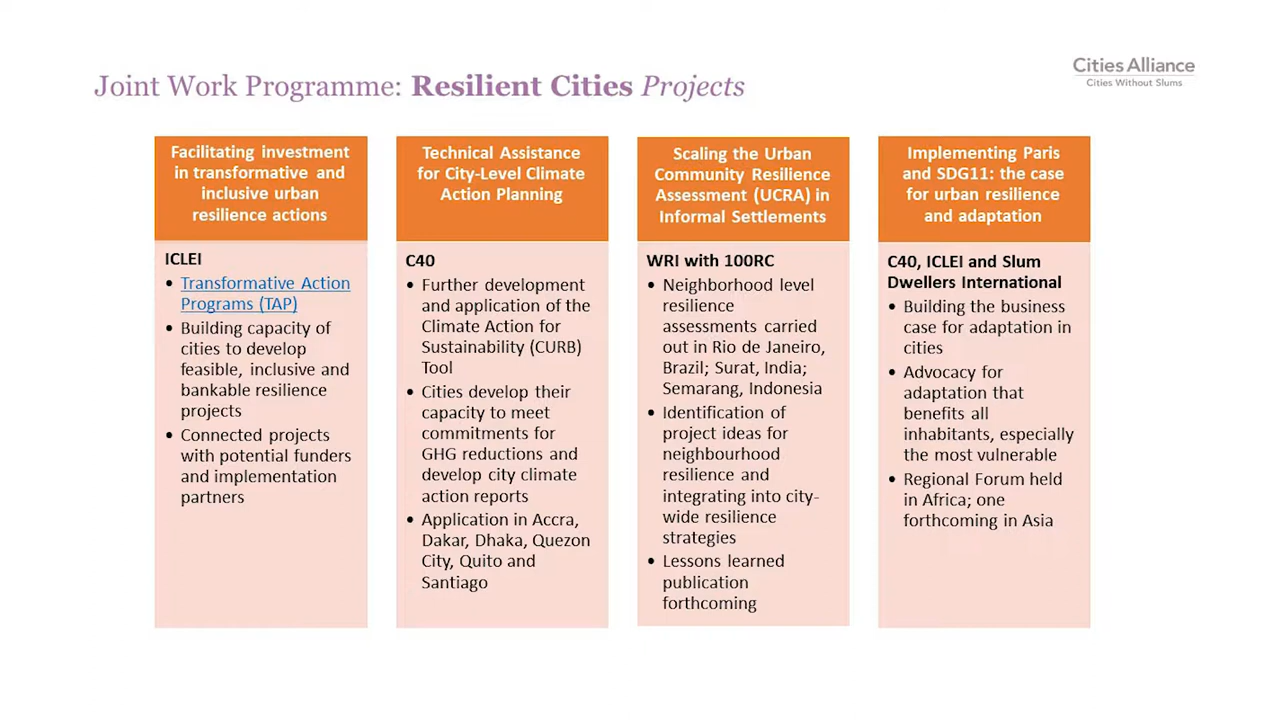 Joint Work Programme: Resilient Cities Projects
Cities Alliance
Cities Without Slums
Facilitating investment
in transformative and
inclusive urban
resilience actions
ICLEI
• Transformative Action
Programs (TAP)
• Building capacity of
cities to develop
feasible, inclusive and
bankable resilience
projects
• Connected projects
with potential funders
and implementation
partners
Technical Assistance
for City-Level Climate
Action Planning
C40
• Further development
and application of the
Climate Action for
Sustainability (CURB)
Tool
• Cities develop their
capacity to meet
commitments for
GHG reductions and
develop city climate
action reports
• Application in Accra,
Dakar, Dhaka, Quezon
City, Quito and
Santiago
Scaling the Urban
Community Resilience
Assessment (UCRA) in
Informal Settlements
WRI with 100RC
• Neighborhood level
resilience
assessments carried
out in Rio de Janeiro,
Brazil; Surat, India;
Semarang, Indonesia
• Identification of
project ideas for
neighbourhood
resilience and
integrating into city-
wide resilience
strategies
• Lessons learned
publication
forthcoming
Implementing Paris
and SDG11: the case
for urban resilience
and adaptation
C40, ICLEI and Slum
Dwellers International
• Building the business
case for adaptation in
cities
• Advocacy for
adaptation that
benefits all
inhabitants, especially
the most vulnerable
• Regional Forum held
in Africa; one
forthcoming in Asia